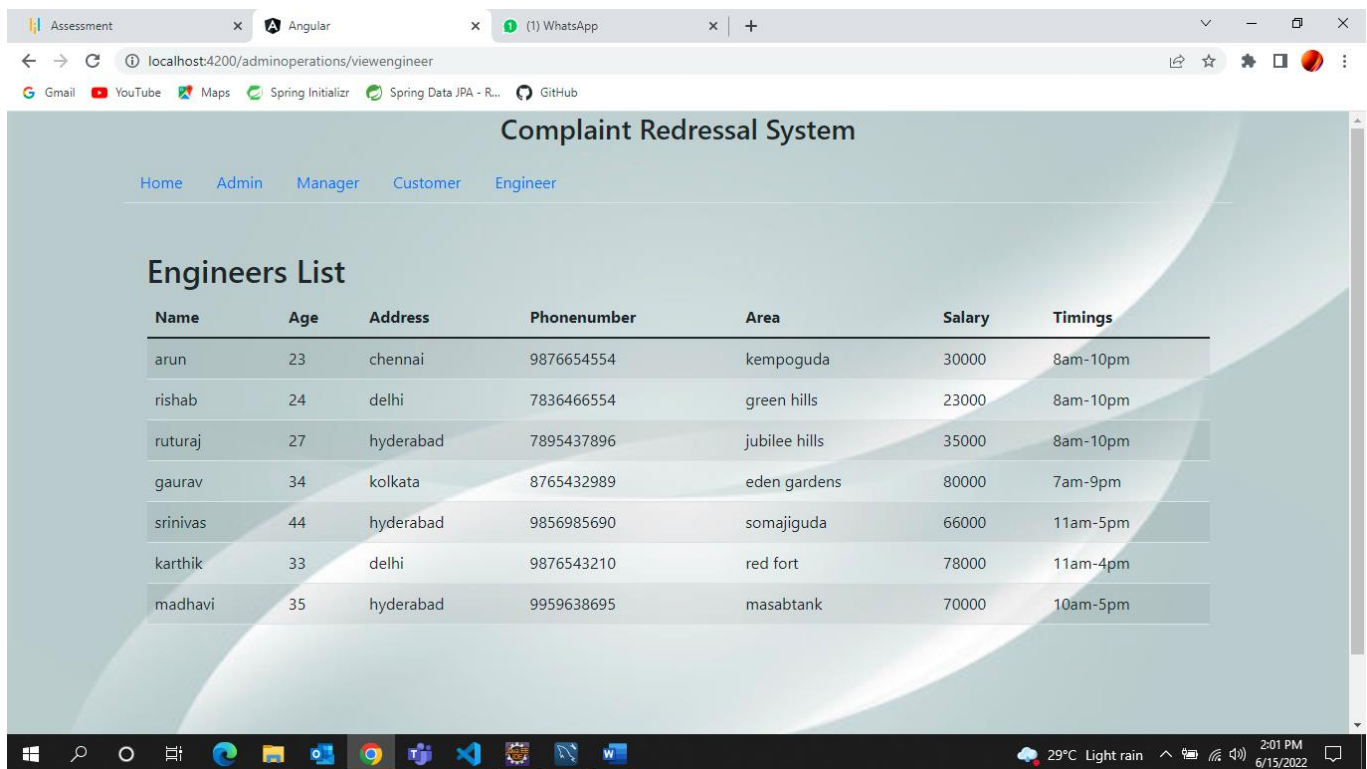 Assessment
Angular
(1) WhatsApp
localhost:4200/adminoperations/viewengineer
Gmail YouTube Maps Spring Initializr Spring Data JPA - R... GitHub
Complaint Redressal System
Home Admin Manager Customer Engineer
Engineers List
Name Age Address Phonenumber Area Salary Timings
arun 23 chennai 9876654554 kempoguda 30000 8am-10pm
rishab 24 delhi 7836466554 green hills 23000 8am-10pm
ruturaj 27 hyderabad 7895437896 jubilee hills 35000 8am-10pm
gaurav 34 kolkata 8765432989 eden gardens 80000 7am-9pm
srinivas 44 hyderabad 9856985690 somajiguda 66000 11am-5pm
karthik 33 delhi 9876543210 red fort 78000 11am-4pm
madhavi 35 hyderabad 9959638695 masabtank 70000 10am-5pm
29°C Light rain
2:01 PM
6/15/2022